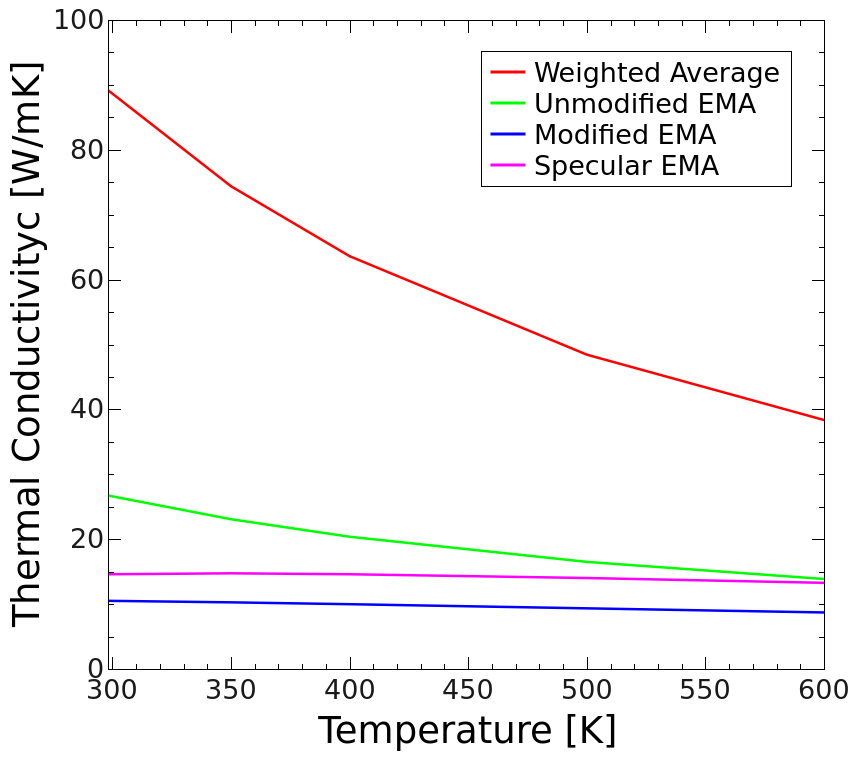 Thermal Conductivityc [W/mK]
100
80
60
40
20
0
Weighted Average
Unmodified EMA
Modified EMA
Specular EMA
300 350 400 450 500 550 600
Temperature [K]